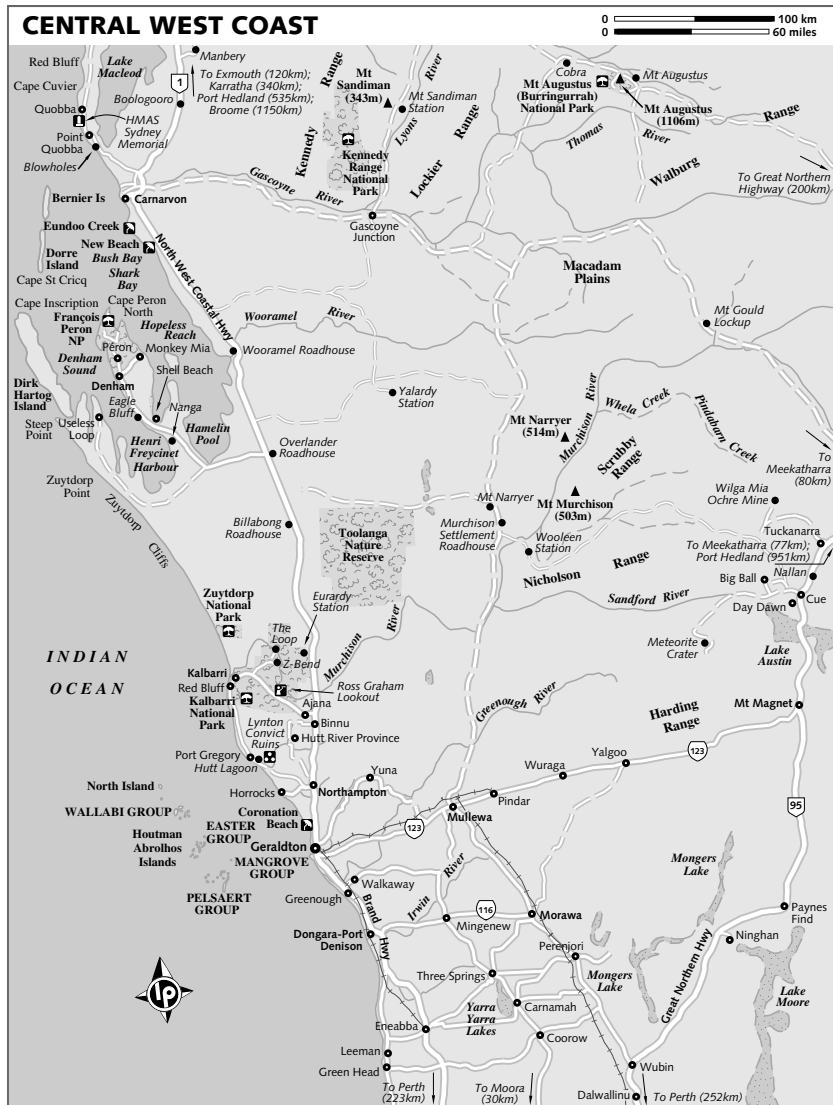 CENTRAL WEST COAST
0 100 km
0 60 miles
Red Bluff
Lake
Macleod
Cape Cuvier
Quobba
HMAS
Sydney
Memorial
Point
Quobba
Blowholes
Manbery
1
Boologooro
To Exmouth (120km);
Karratha (340km);
Port Hedland (535km);
Broome (1150km)
Kennedy
Range
Mt
Sandiman
(343m)
Mt Sandiman
Station
Lyons
River
Lockier
Range
Kennedy
Range
National
Park
Cobra
Mt Augustus
Mt Augustus
(Burringurrah)
National Park
Mt Augustus
(1106m)
Thomas
River
Walburg
Range
To Great Northern
Highway (200km)
Gascoyne
River
Gascoyne
Junction
Bernier Is
Carnarvon
Eundoo Creek
New Beach
Bush Bay
Dorre
Island
Shark
Bay
Cape St Cricq
North West Coastal Hwy
Macadam
Plains
Cape Inscription
Cape Peron
North
François
Peron
NP
Hopeless
Reach
Wooramel
River
Mt Gould
Lockup
Peron
Monkey Mia
Wooramel Roadhouse
Denham
Sound
Shell Beach
Denham
Dirk
Hartog
Island
Eagle
Bluff
Nanga
Yalardy
Station
Steep
Point
Useless
Loop
Hamelin
Pool
Henri
Freycinet
Harbour
Overlander
Roadhouse
Murchison
River
Whela
Creek
Pindabarn
Creek
Mt Narryer
(514m)
Scrubby
Range
To
Meekatharra
(80km)
Zuytdorp
Point
Zuytdorp
Cliffs
Mt Murchison
(503m)
Wilga Mia
Ochre Mine
Mt Narryer
Billabong
Roadhouse
Toolanga
Nature
Reserve
Murchison
Settlement
Roadhouse
Wooleen
Station
Tuckanarra
To Meekatharra (77km);
Port Hedland (951km)
Nicholson
Range
Nallan
Big Ball
Zuytdorp
National
Park
Eurardy
Station
Sandford
River
Day Dawn
Cue
The
Loop
Murchison
River
Z-Bend
Meteorite
Crater
Lake
Austin
INDIAN
OCEAN
Kalbarri
Red Bluff
Kalbarri
National
Park
Ross Graham
Lookout
Ajana
Greenough
River
Binnu
Lynton
Convict
Ruins
Hutt River Province
Harding
Range
Mt Magnet
Port Gregory
Hutt Lagoon
Yuna
Wuraga
Yalgoo
123
North Island
Horrocks
Northampton
Pindar
95
WALLABI GROUP
Coronation
Beach
Mullewa
123
Houtman
Abrolhos
Islands
EASTER
GROUP
Geraldton
MANGROVE
GROUP
Mongers
Lake
PELSAERT
GROUP
Walkaway
Greenough
Irwin
River
116
Mingenew
Morawa
Paynes
Find
Brand
Hwy
Dongara-Port
Denison
Perenjori
Ninghan
Great Northern Hwy
Three Springs
Mongers
Lake
Lake
Moore
lp
Yarra
Yarra
Lakes
Carnamah
Eneabba
Coorow
Leeman
Green Head
Wubin
To Perth
(223km)
To Moora
(30km)
Dalwallinu
To Perth (252km)